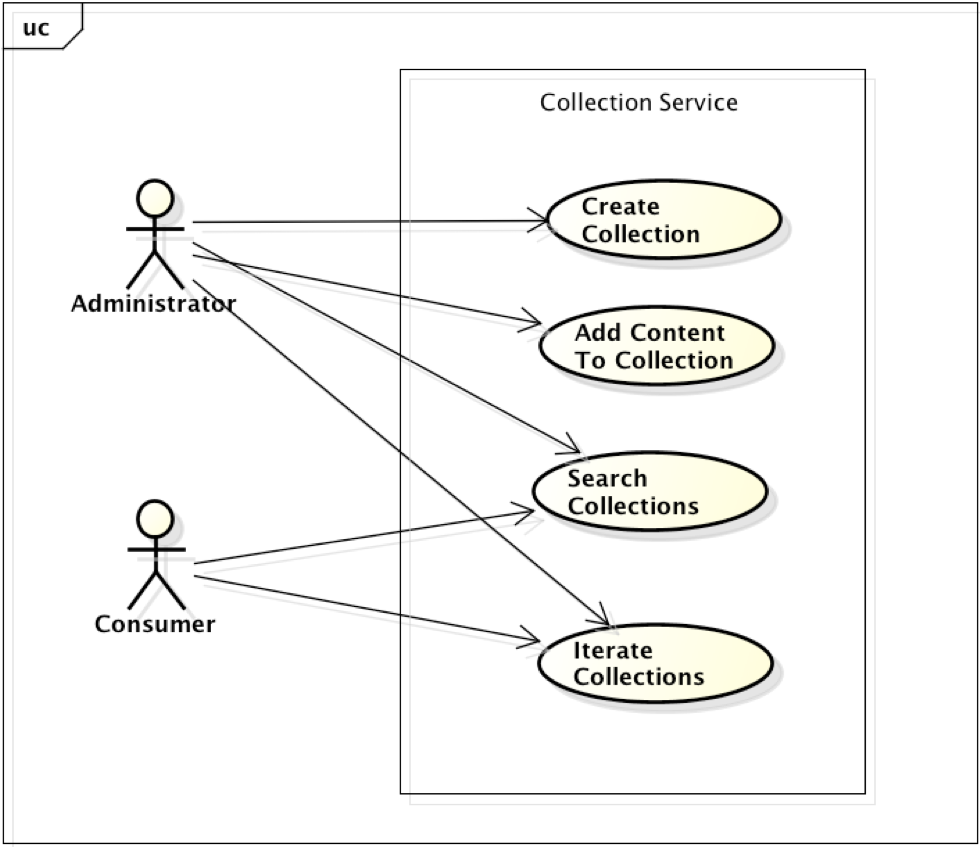 uc
Collection Service
Create
Collection
Administrator
Add Content
To Collection
Search
Collections
Consumer
Iterate
Collections